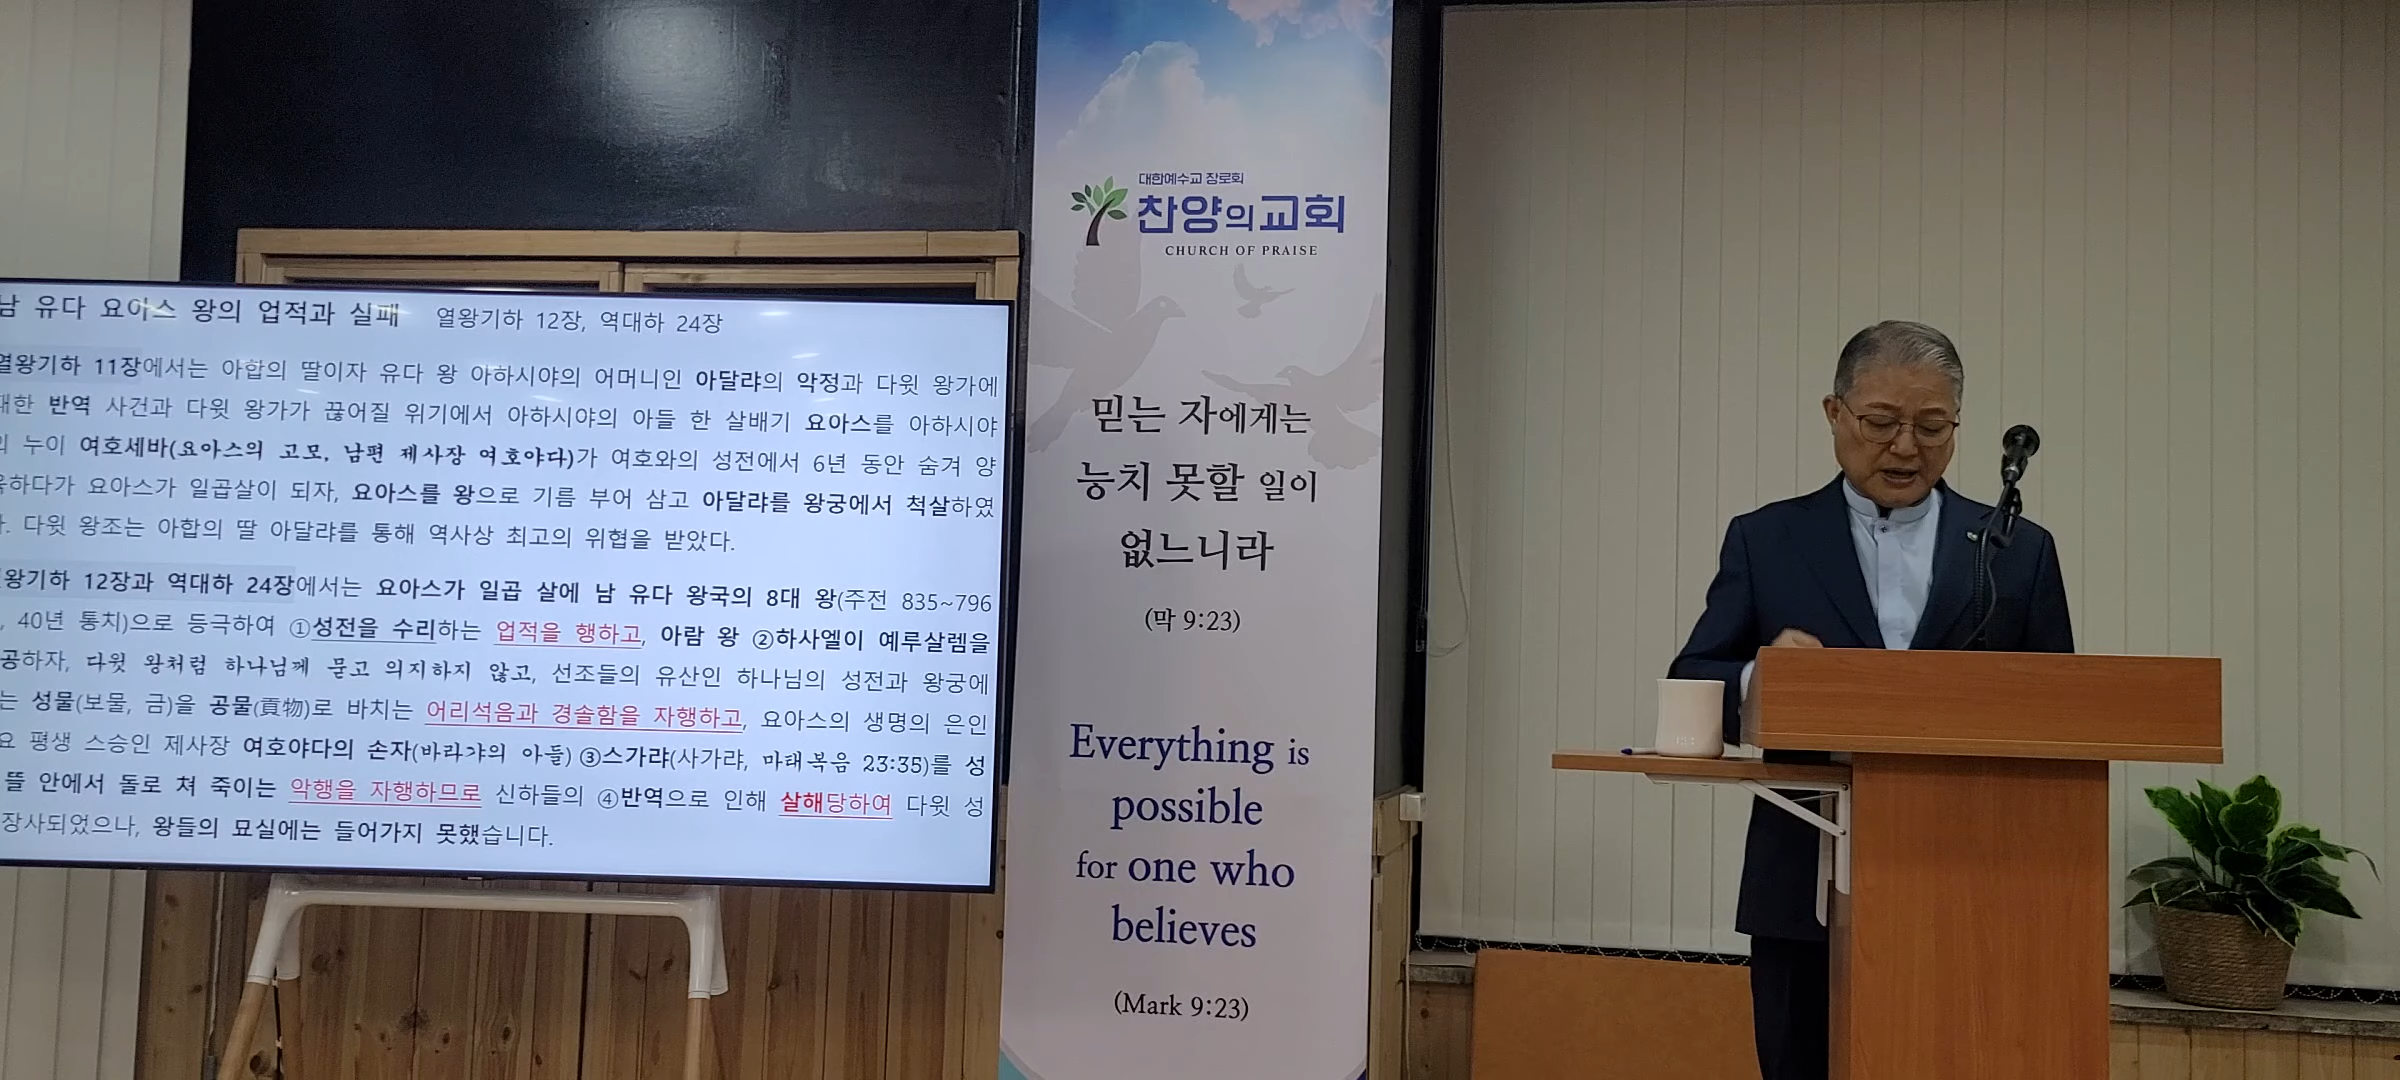 남 유다 요아스 왕의 업적과 실패 열왕기하 12장, 역대하 24장
열왕기하 11장에서는 아합의 딸이자 유다 왕 아하시야의 어머니인 아달랴의 악정과 다윗 왕가에
대한 반역 사건과 다윗 왕가가 끊어질 위기에서 아하시야의 아들 한 살배기 요아스를 아하시야
의 누이 여호세바(요아스의 고모, 남편 제사장 여호야다)가 여호와의 성전에서 6년 동안 숨겨 양
육하다가 요아스가 일곱살이 되자, 요아스를 왕으로 기름 부어 삼고 아달랴를 왕궁에서 척살하였
다. 다윗 왕조는 아합의 딸 아달랴를 통해 역사상 최고의 위협을 받았다.
왕기하 12장과 역대하 24장에서는 요아스가 일곱 살에 남 유다 왕국의 8대 왕(주전 835~796
, 40년 통치)으로 등극하여 ①성전을 수리하는 업적을 행하고, 아람 왕 ②하사엘이 예루살렘을
공하자, 다윗 왕처럼 하나님께 묻고 의지하지 않고, 선조들의 유산인 하나님의 성전과 왕궁에
는 성물(보물, 금)을 공물(貢物)로 바치는 어리석음과 경솔함을 자행하고, 요아스의 생명의 은인
요 평생 스승인 제사장 여호야다의 손자(바라갸의 아들) ③스가랴(사가랴, 마태복음 23:35)를 성
뜰 안에서 돌로 쳐 죽이는 악행을 자행하므로 신하들의 ④반역으로 인해 살해당하여 다윗 성
장사되었으나, 왕들의 묘실에는 들어가지 못했습니다.
대한예수교 장로회
찬양의교회
CHURCH OF PRAISE
믿는 자에게는
능치 못할 일이
없느니라
(막 9:23)
Everything is
possible
for one who
believes
(Mark 9:23)